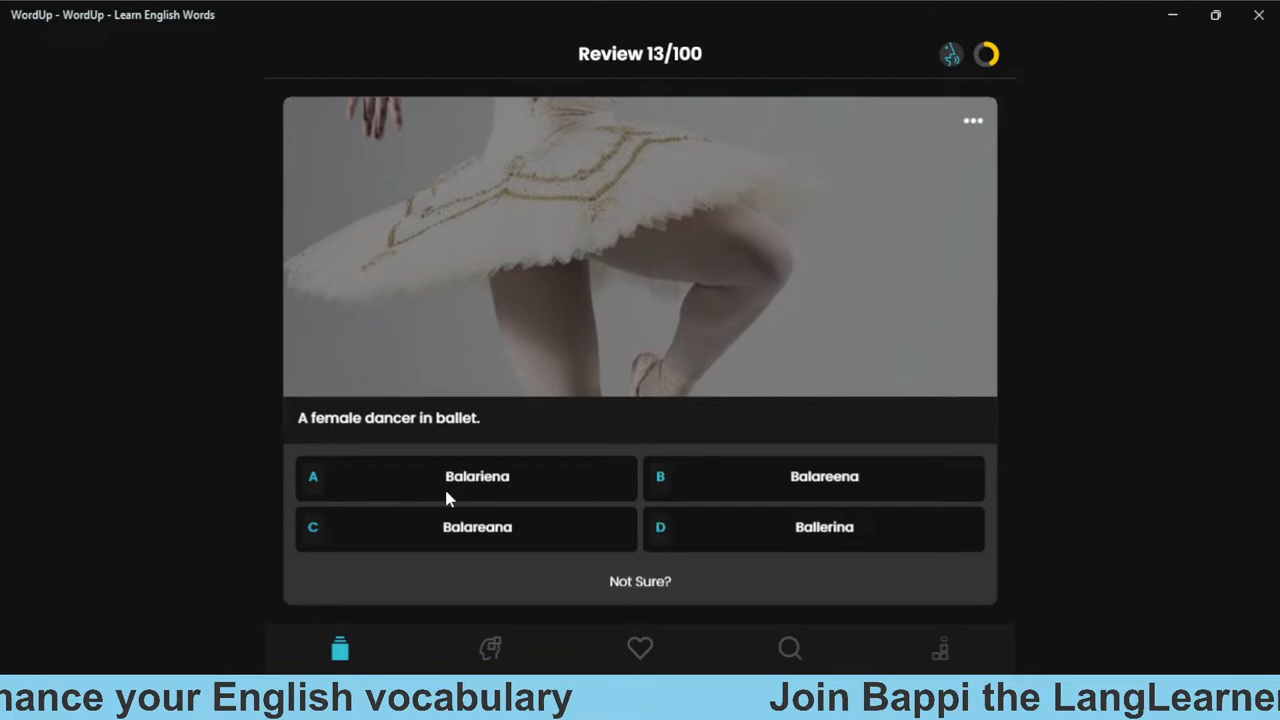 WordUp - WordUp - Learn English Words
Review 13/100
A female dancer in ballet.
A Balariena
B Balareena
C Balareana
D Ballerina
Not Sure?
hance your English vocabulary Join Bappi the LangLearner